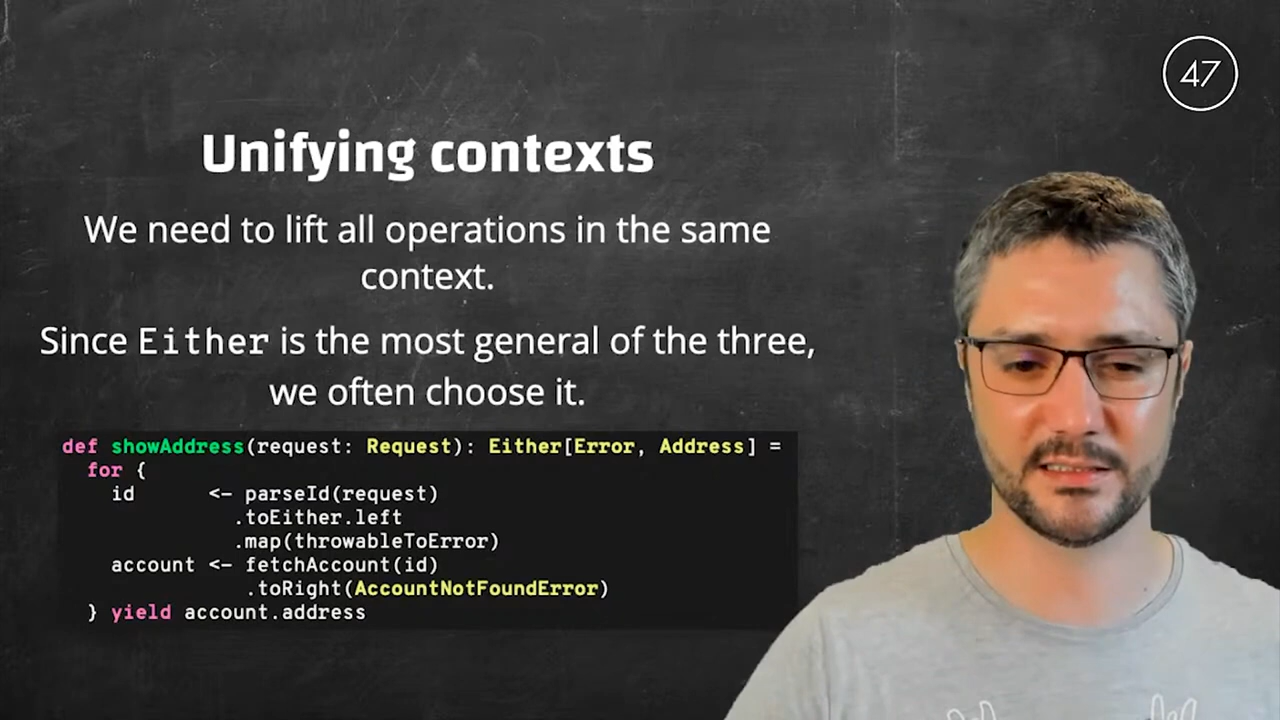 47
Unifying contexts
We need to lift all operations in the same
context.
Since Either is the most general of the three,
we often choose it.
def showAddress(request: Request): Either[Error, Address] =
  for {
    id      <- parseId(request)
              .toEither.left
              .map(throwableToError)
    account <- fetchAccount(id)
               .toRight(AccountNotFoundError)
  } yield account.address